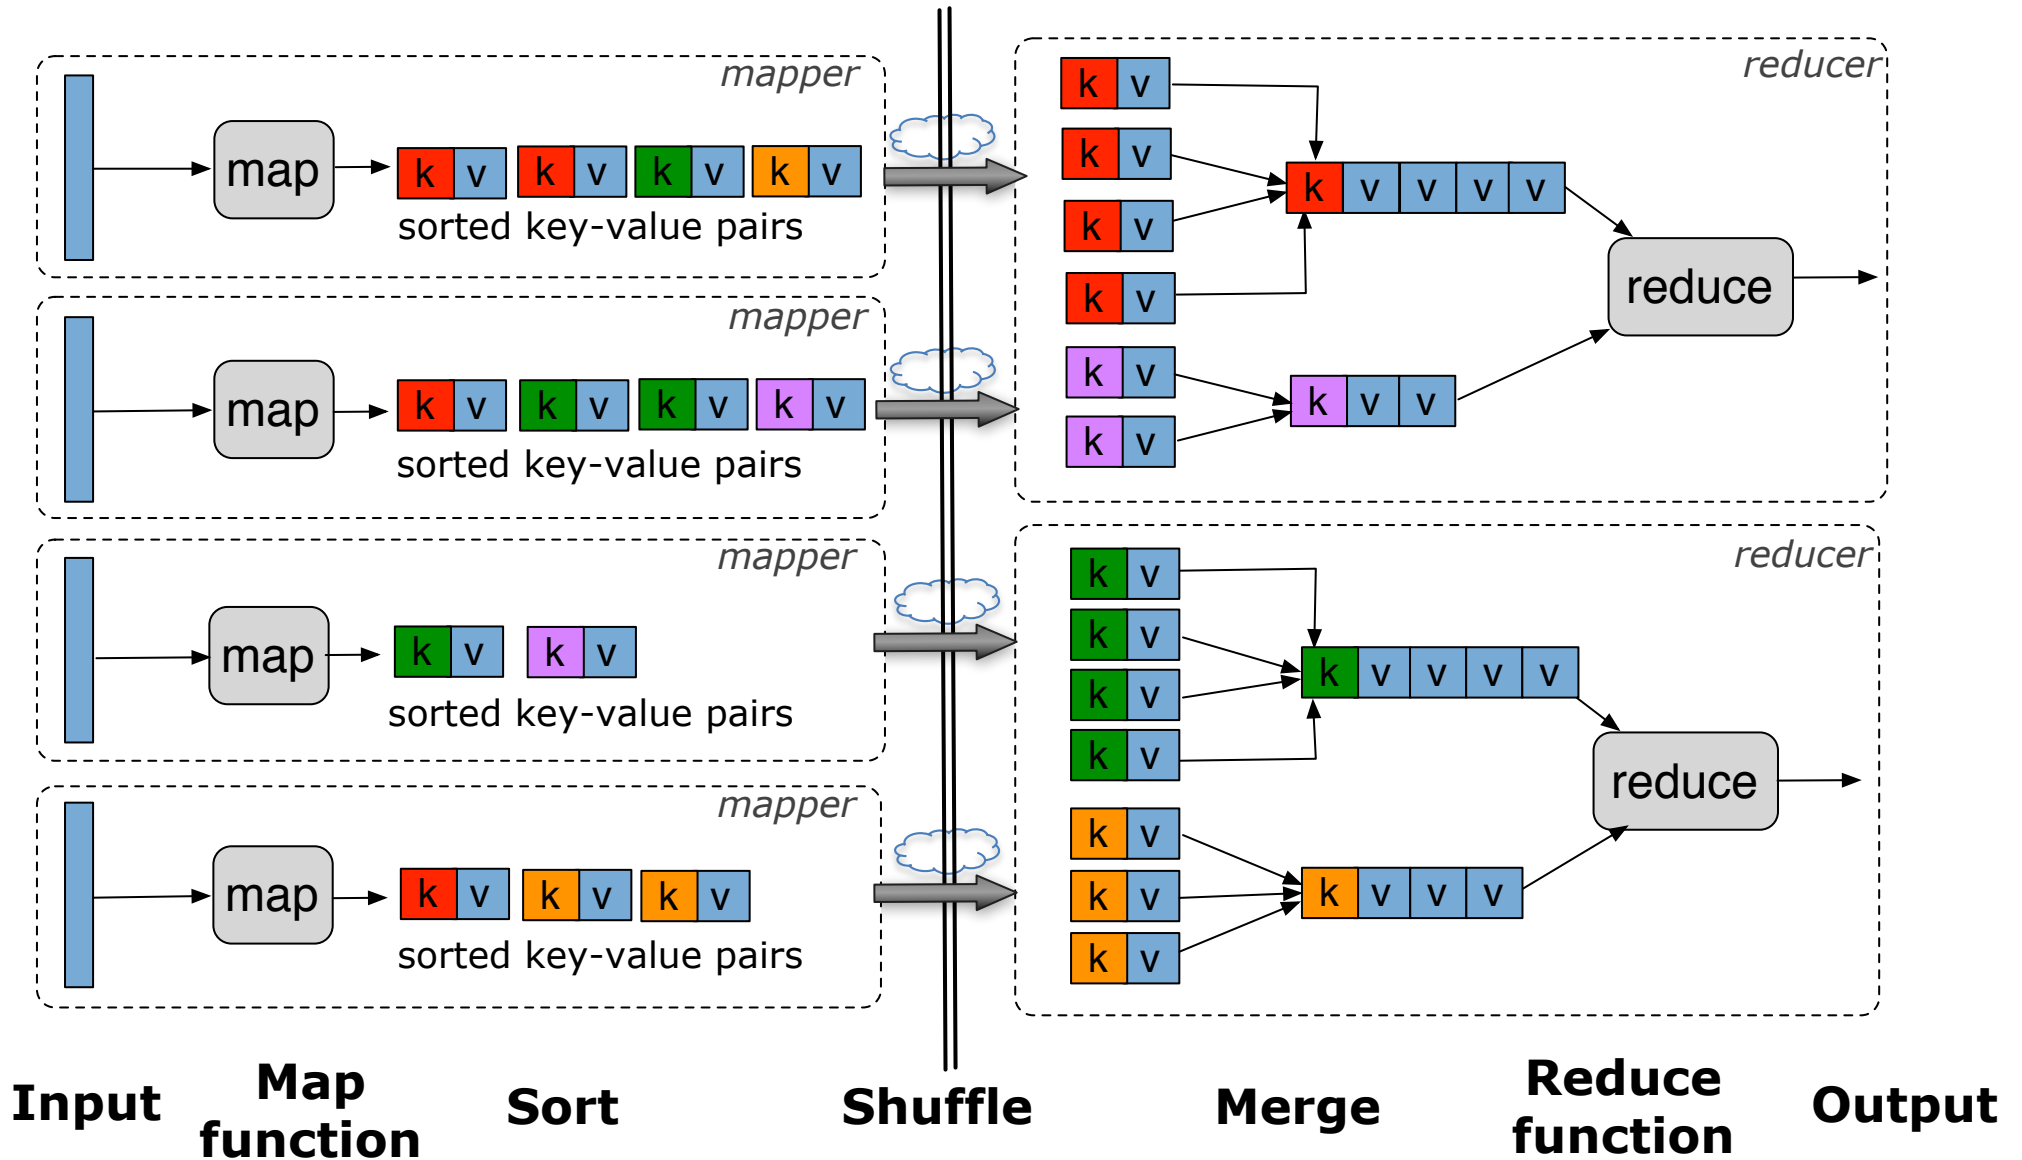 mapper
map
k v k v k v k v
sorted key-value pairs
mapper
map
k v k v k v k v
sorted key-value pairs
mapper
map
k v k v
sorted key-value pairs
mapper
map
k v k v k v
sorted key-value pairs
reducer
k v
k v
k v
k v
k v v v v
k v
k v
k v v
reduce
reducer
k v
k v
k v
k v
k v v v v
k v
k v
k v
k v v v
reduce
Input
Map
function
Sort
Shuffle
Merge
Reduce
function
Output